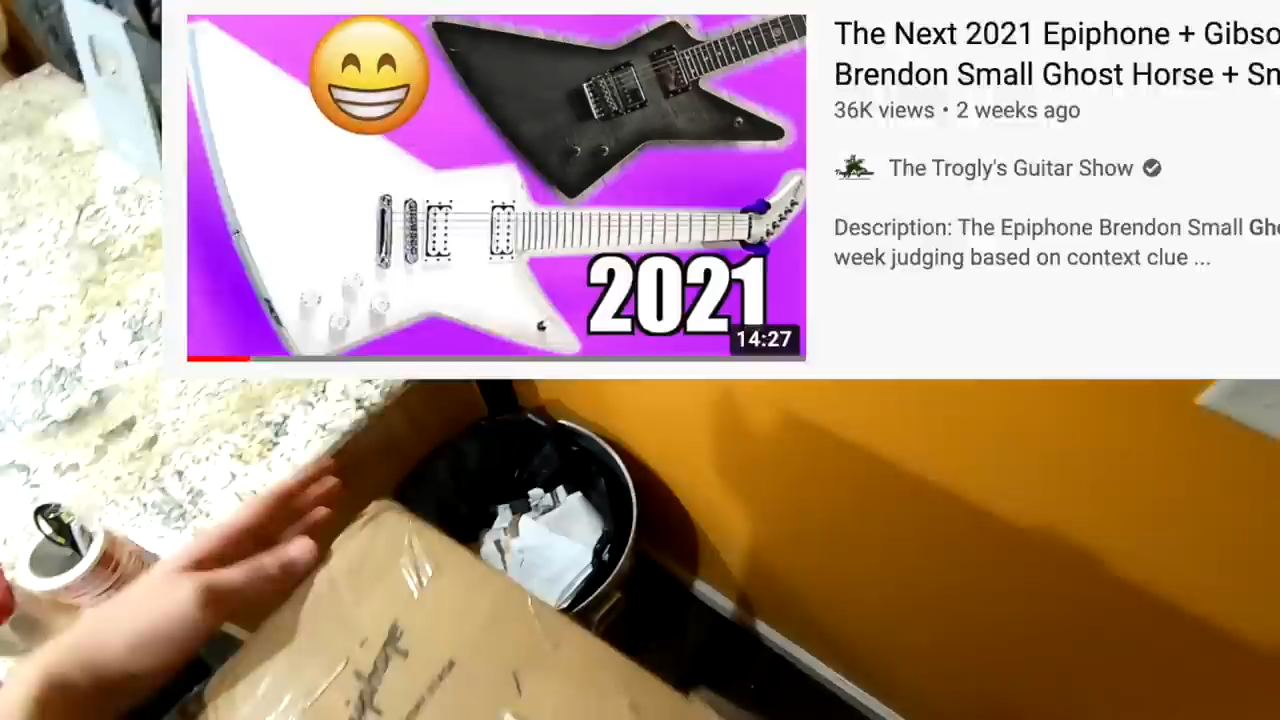 The Next 2021 Epiphone + Gibso
Brendon Small Ghost Horse + Sn
36K views • 2 weeks ago
The Trogly's Guitar Show
Description: The Epiphone Brendon Small Gho
week judging based on context clue ...
2021
14:27